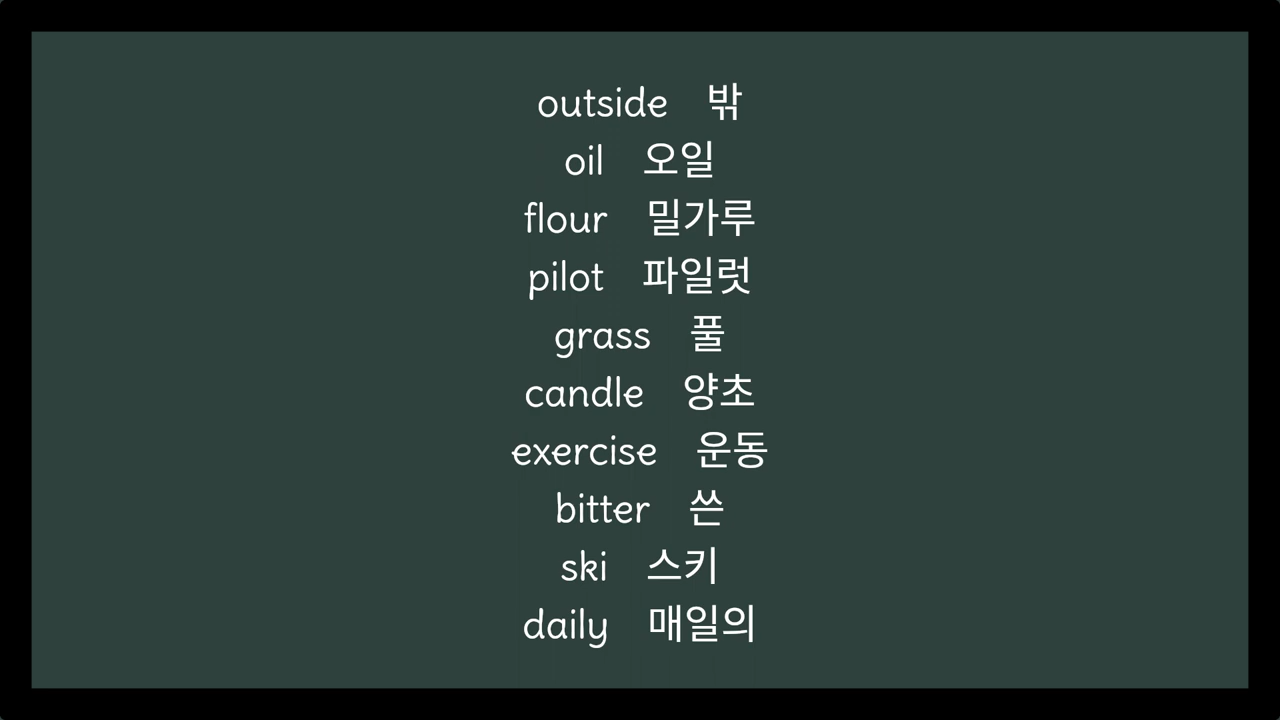 outside 밖
oil 오일
flour 밀가루
pilot 파일럿
grass 풀
candle 양초
exercise 운동
bitter 쓴
ski 스키
daily 매일의